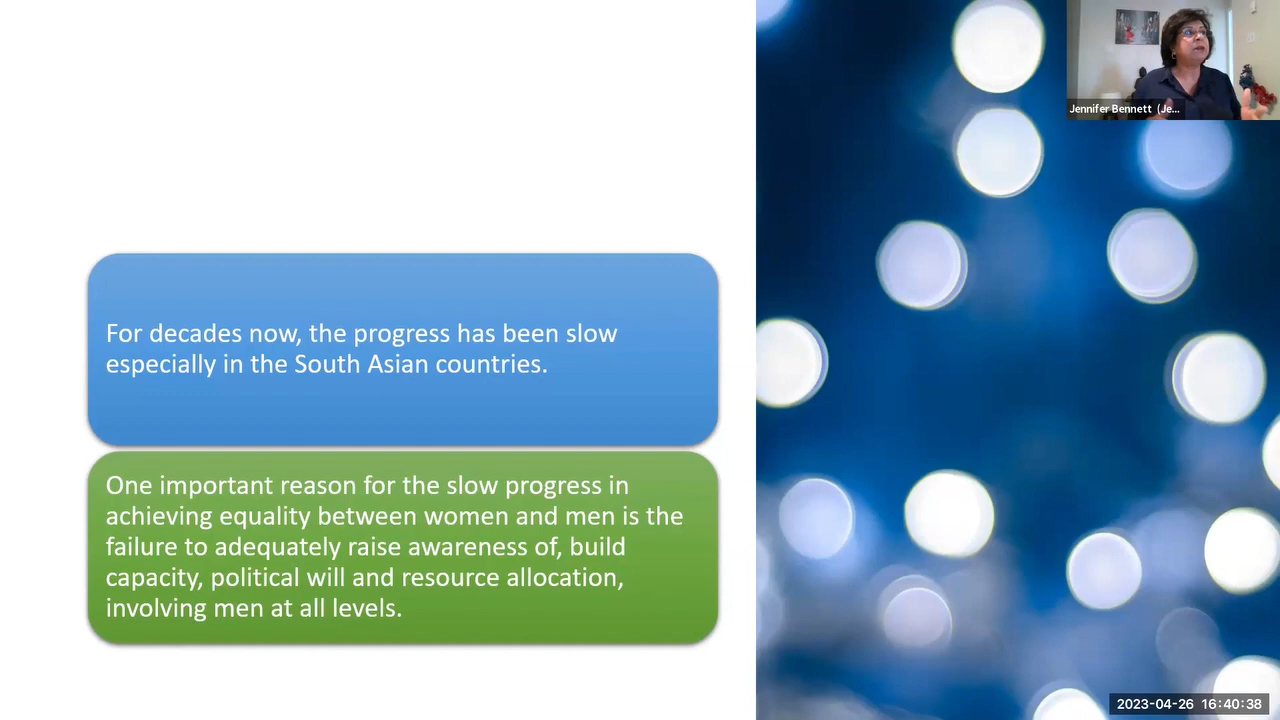 Jennifer Bennett (Je...
For decades now, the progress has been slow
especially in the South Asian countries.
One important reason for the slow progress in
achieving equality between women and men is the
failure to adequately raise awareness of, build
capacity, political will and resource allocation,
involving men at all levels.
2023-04-26 16:40:38